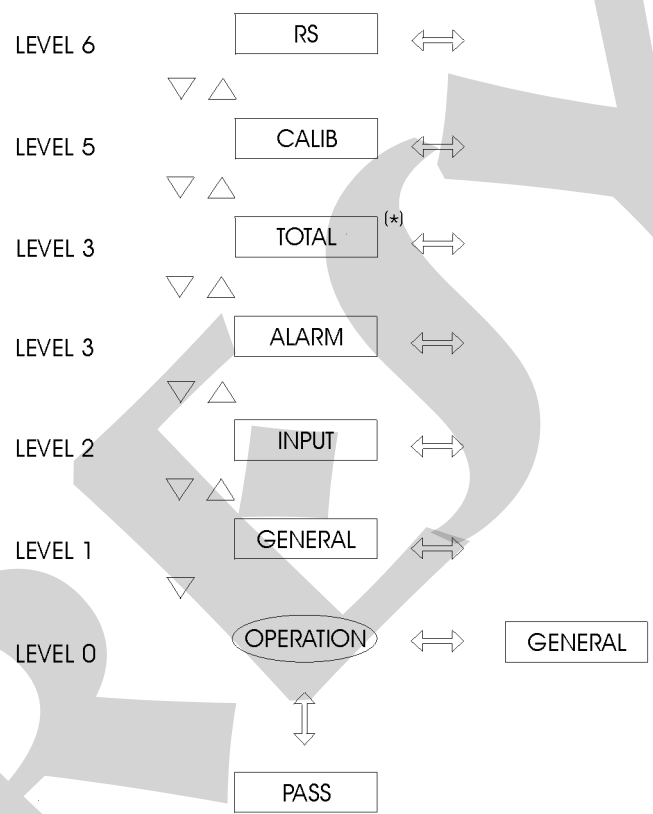 LEVEL 6 RS
LEVEL 5 CALIB
LEVEL 3 TOTAL (*)
LEVEL 3 ALARM
LEVEL 2 INPUT
LEVEL 1 GENERAL
LEVEL 0 OPERATION GENERAL
PASS